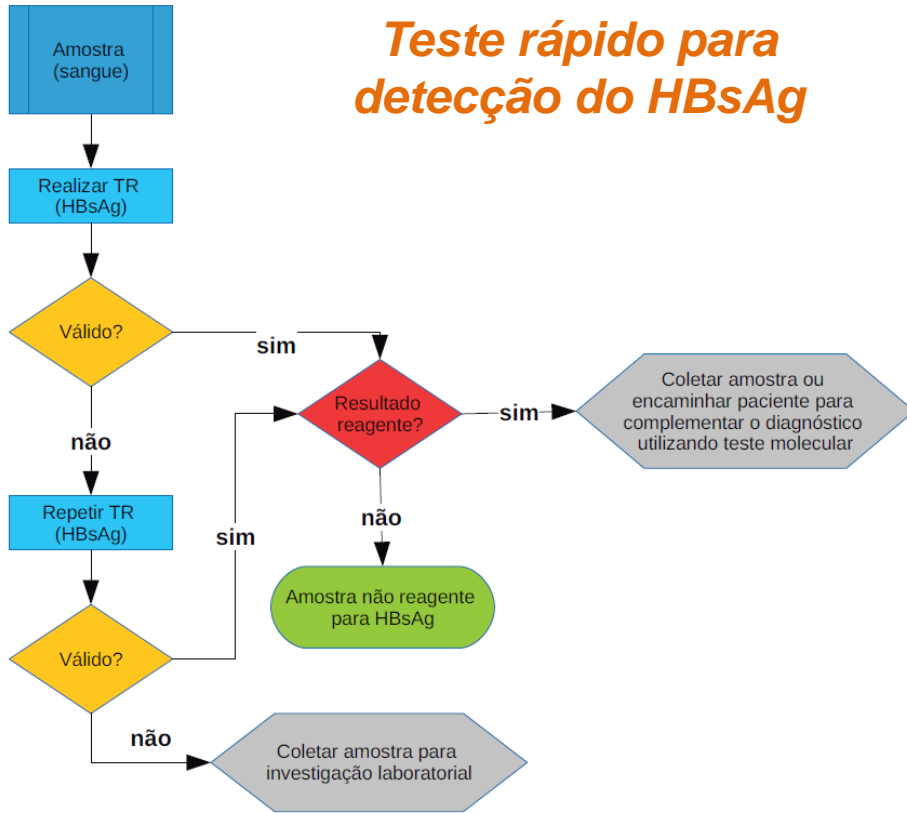 Teste rápido para
detecção do HBsAg
Amostra
(sangue)
Realizar TR
(HBsAg)
Válido?
sim
não
Resultado
reagente?
sim
Coletar amostra ou
encaminhar paciente para
complementar o diagnóstico
utilizando teste molecular
não
Amostra não reagente
para HBsAg
Repetir TR
(HBsAg)
sim
Válido?
não
Coletar amostra para
investigação laboratorial